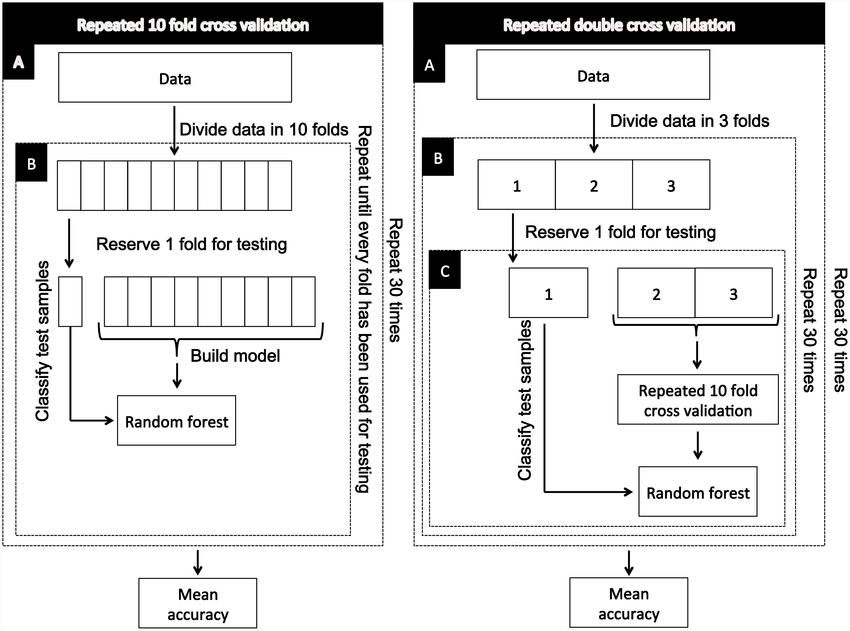 Repeated 10 fold cross validation
A
Data
Divide data in 10 folds
B
Reserve 1 fold for testing
Classify test samples
Build model
Random forest
Repeat until every fold has been used for testing
Repeat 30 times
Mean
accuracy
Repeated double cross validation
A
Data
Divide data in 3 folds
B
1 2 3
Reserve 1 fold for testing
C
1 2 3
Classify test samples
Repeated 10 fold
cross validation
Random forest
Repeat 30 times
Repeat 30 times
Mean
accuracy